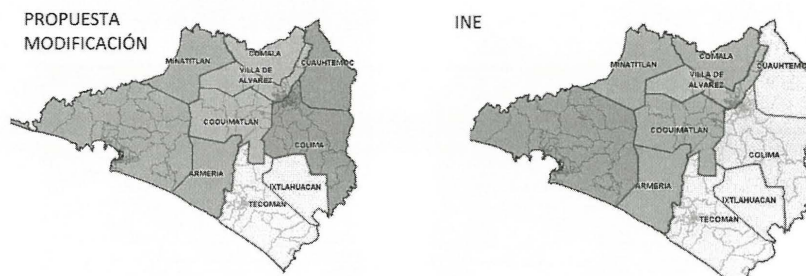 PROPUESTA
MODIFICACIÓN
COMALA
MINATITLAN
CUAUHTEMOC
VILLA DE
ALVAREZ
COQUIMATLAN
COLIMA
ARMERIA
IXTLAHUACAN
TECOMAN
INE
COMALA
MINATITLAN
CUAUHTEMOC
VILLA DE
ALVAREZ
COQUIMATLAN
COLIMA
ARMERIA
IXTLAHUACAN
TECOMAN